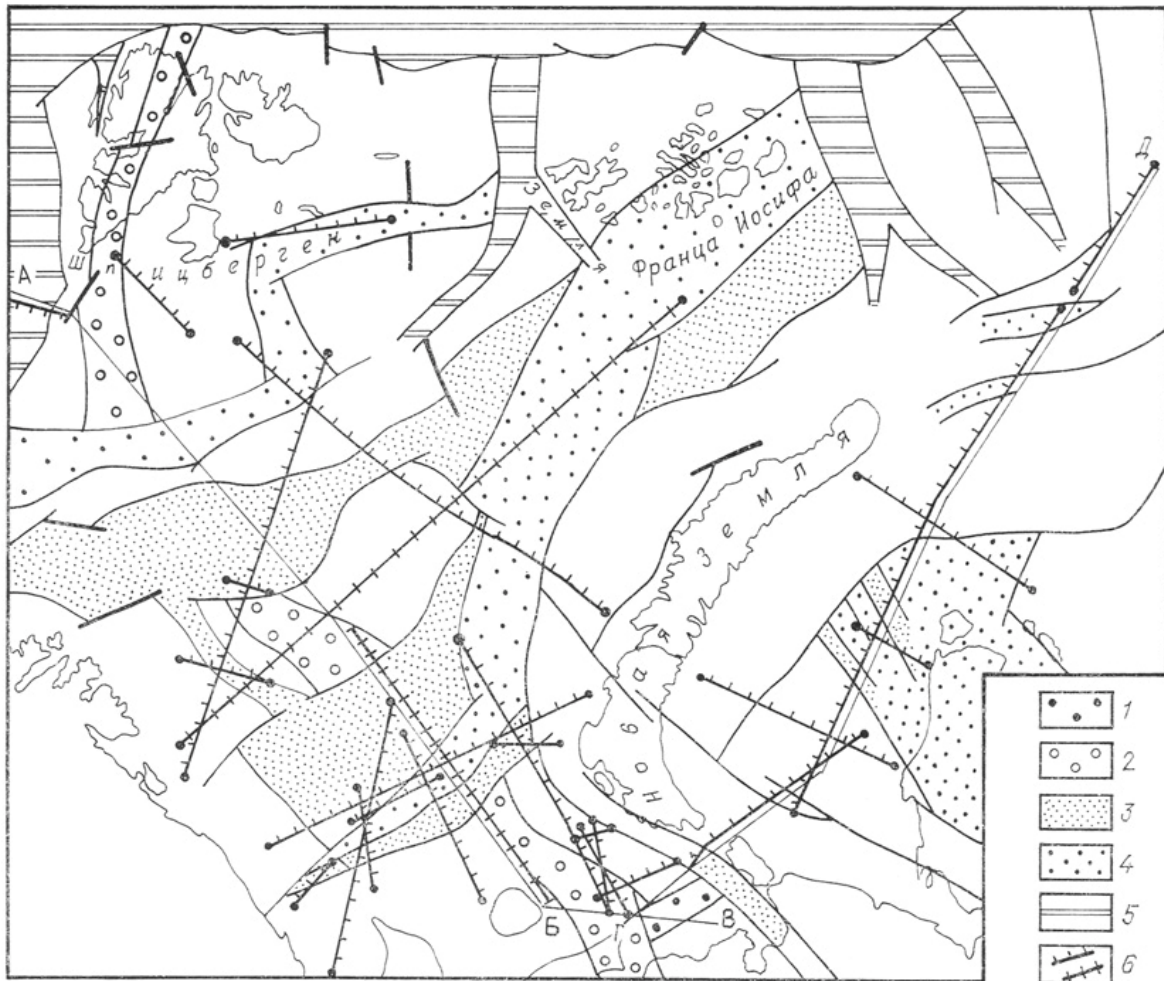 А
Д
Шпицберген
Земля
Франца Иосифа
Новая Земля
Б
Г
В
1
2
3
4
5
6